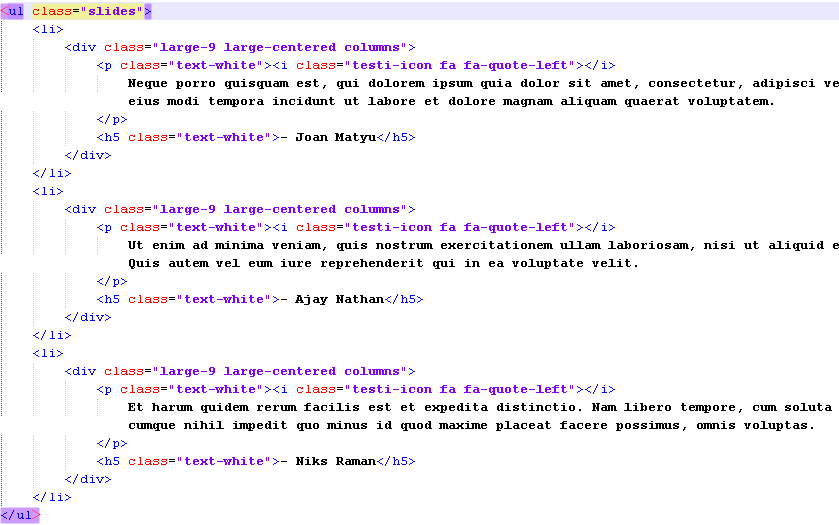 <ul class="slides">
<li>
<div class="large-9 large-centered columns">
<p class="text-white"><i class="testi-icon fa fa-quote-left"></i>
Neque porro quisquam est, qui dolorem ipsum quia dolor sit amet, consectetur, adipisci ve
eius modi tempora incidunt ut labore et dolore magnam aliquam quaerat voluptatem.
</p>
<h5 class="text-white">- Joan Matyu</h5>
</div>
</li>
<li>
<div class="large-9 large-centered columns">
<p class="text-white"><i class="testi-icon fa fa-quote-left"></i>
Ut enim ad minima veniam, quis nostrum exercitationem ullam laboriosam, nisi ut aliquid e
Quis autem vel eum iure reprehenderit qui in ea voluptate velit.
</p>
<h5 class="text-white">- Ajay Nathan</h5>
</div>
</li>
<li>
<div class="large-9 large-centered columns">
<p class="text-white"><i class="testi-icon fa fa-quote-left"></i>
Et harum quidem rerum facilis est et expedita distinctio. Nam libero tempore, cum soluta
cumque nihil impedit quo minus id quod maxime placeat facere possimus, omnis voluptas.
</p>
<h5 class="text-white">- Niks Raman</h5>
</div>
</li>
</ul>